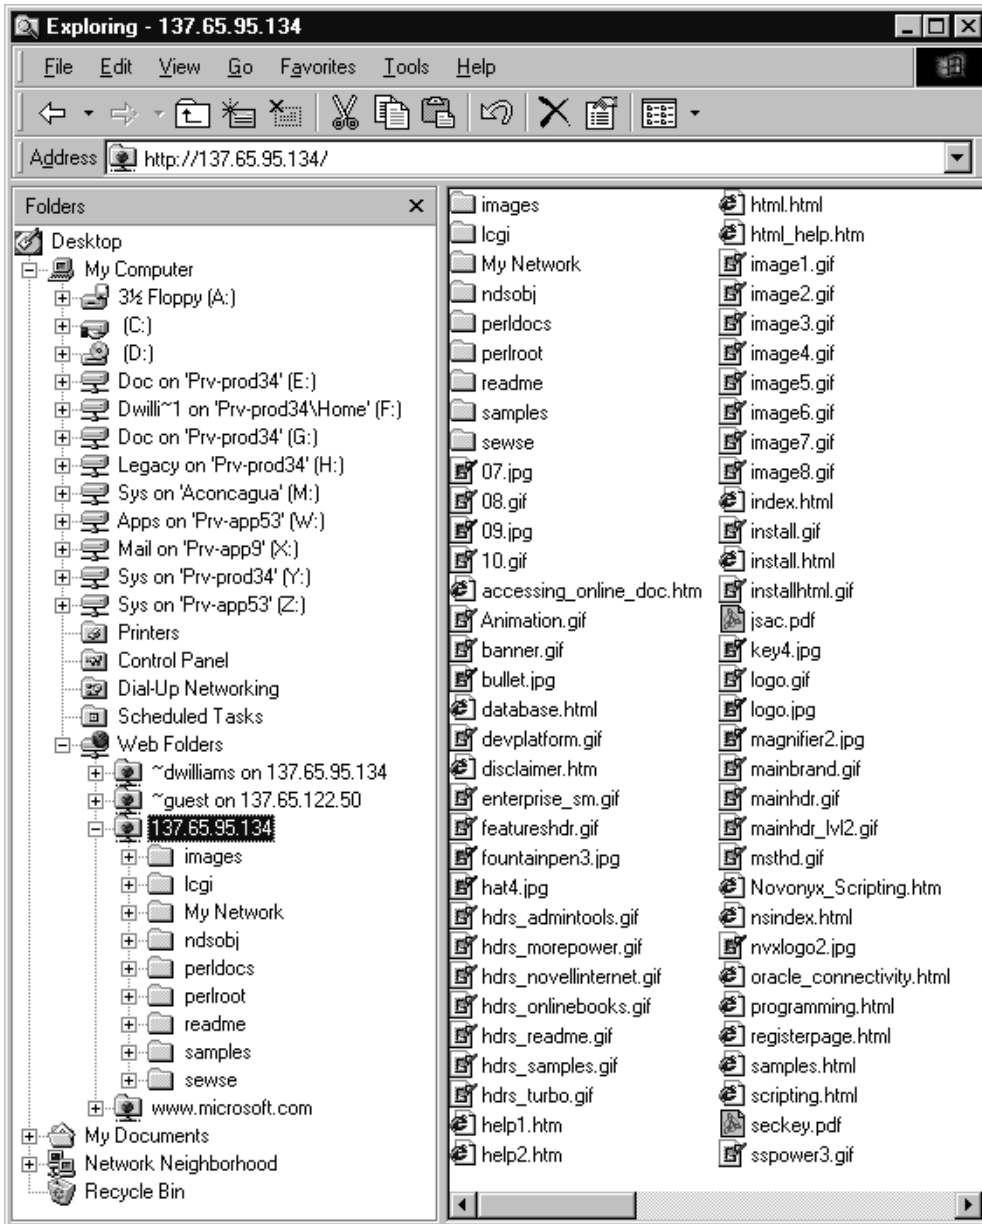 Exploring - 137.65.95.134
File Edit View Go Favorites Tools Help
Address http://137.65.95.134/
Folders
Desktop
My Computer
3½ Floppy (A:)
(C:)
(D:)
Doc on 'Prv-prod34' (E:)
Dwilli~1 on 'Prv-prod34\Home' (F:)
Doc on 'Prv-prod34' (G:)
Legacy on 'Prv-prod34' (H:)
Sys on 'Aconcagua' (M:)
Apps on 'Prv-app53' (W:)
Mail on 'Prv-app9' (X:)
Sys on 'Prv-prod34' (Y:)
Sys on 'Prv-app53' (Z:)
Printers
Control Panel
Dial-Up Networking
Scheduled Tasks
Web Folders
~dwilliams on 137.65.95.134
~guest on 137.65.122.50
137.65.95.134
images
lcgi
My Network
ndsobj
perldocs
perlroot
readme
samples
sewse
www.microsoft.com
My Documents
Network Neighborhood
Recycle Bin
images
lcgi
My Network
ndsobj
perldocs
perlroot
readme
samples
sewse
07.jpg
08.gif
09.jpg
10.gif
accessing_online_doc.htm
Animation.gif
banner.gif
bullet.jpg
database.html
devplatform.gif
disclaimer.htm
enterprise_sm.gif
featureshdr.gif
fountainpen3.jpg
hat4.jpg
hdrs_admintools.gif
hdrs_morepower.gif
hdrs_novellinternet.gif
hdrs_onlinebooks.gif
hdrs_readme.gif
hdrs_samples.gif
hdrs_turbo.gif
help1.htm
help2.htm
html.html
html_help.htm
image1.gif
image2.gif
image3.gif
image4.gif
image5.gif
image6.gif
image7.gif
image8.gif
index.html
install.gif
install.html
installhtml.gif
jsac.pdf
key4.jpg
logo.gif
logo.jpg
magnifier2.jpg
mainbrand.gif
mainhdr.gif
mainhdr_lvl2.gif
msthd.gif
Novonyx_Scripting.htm
nsindex.html
nvxlogo2.jpg
oracle_connectivity.html
programming.html
registerpage.html
samples.html
scripting.html
seckey.pdf
sspower3.gif